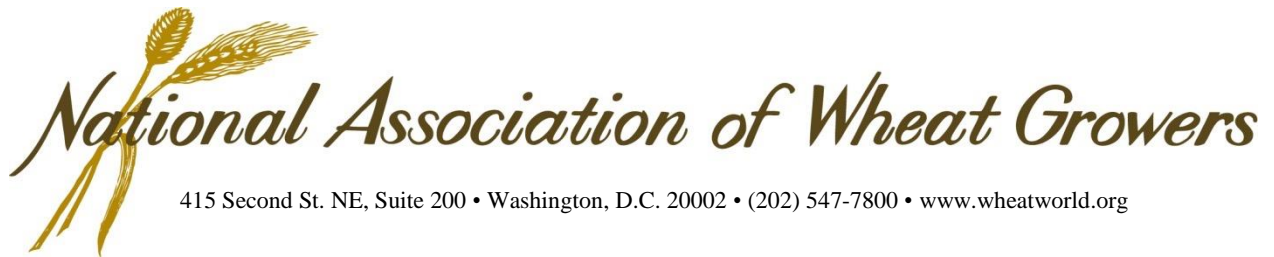 National Association of Wheat Growers
415 Second St. NE, Suite 200 • Washington, D.C. 20002 • (202) 547-7800 • www.wheatworld.org